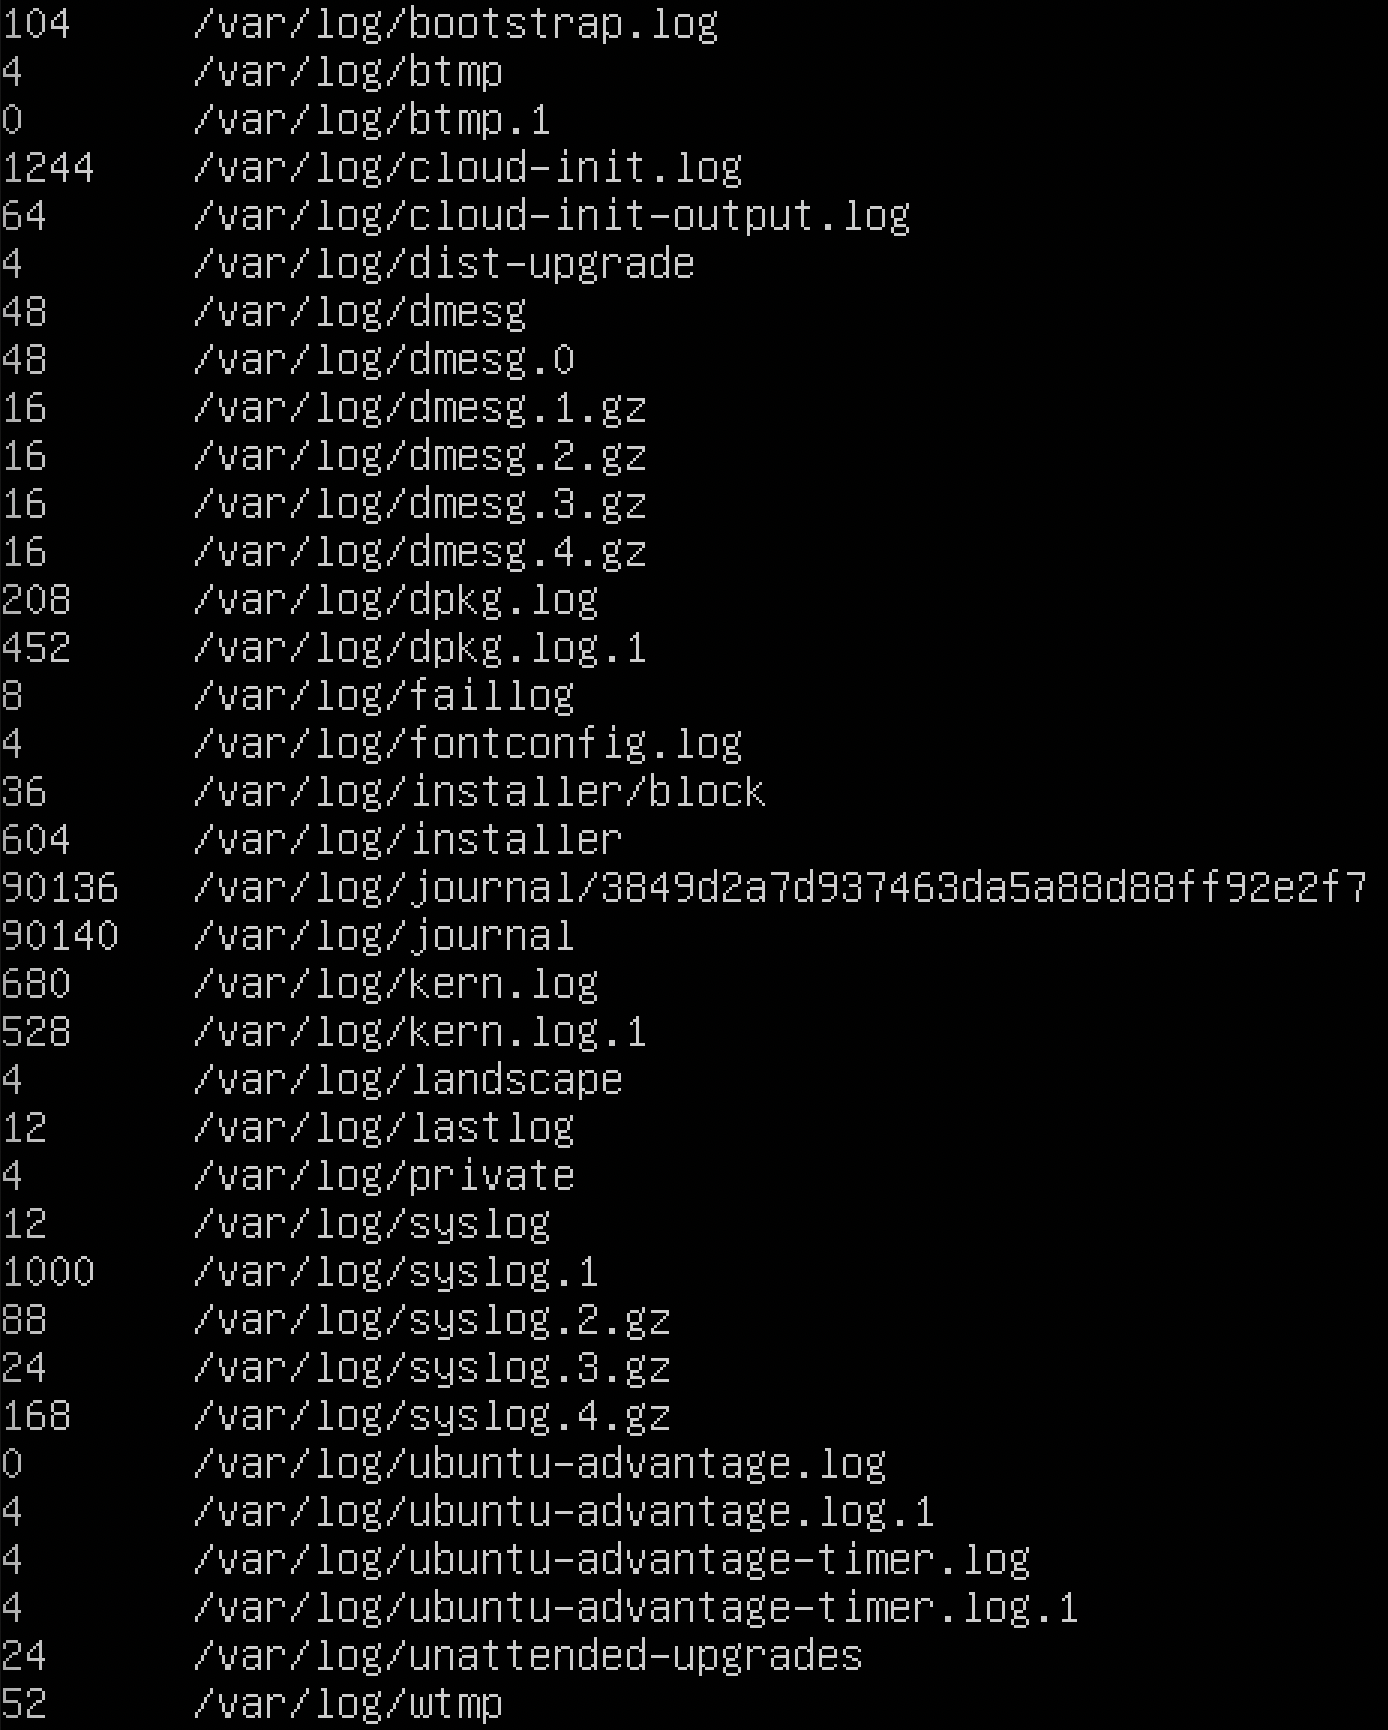 104 /var/log/bootstrap.log
4 /var/log/btmp
0 /var/log/btmp.1
1244 /var/log/cloud-init.log
64 /var/log/cloud-init-output.log
4 /var/log/dist-upgrade
48 /var/log/dmesg
48 /var/log/dmesg.0
16 /var/log/dmesg.1.gz
16 /var/log/dmesg.2.gz
16 /var/log/dmesg.3.gz
16 /var/log/dmesg.4.gz
208 /var/log/dpkg.log
452 /var/log/dpkg.log.1
8 /var/log/faillog
4 /var/log/fontconfig.log
36 /var/log/installer/block
604 /var/log/installer
90136 /var/log/journal/3849d2a7d937463da5a88d88ff92e2f7
90140 /var/log/journal
680 /var/log/kern.log
528 /var/log/kern.log.1
4 /var/log/landscape
12 /var/log/lastlog
4 /var/log/private
12 /var/log/syslog
1000 /var/log/syslog.1
88 /var/log/syslog.2.gz
24 /var/log/syslog.3.gz
168 /var/log/syslog.4.gz
0 /var/log/ubuntu-advantage.log
4 /var/log/ubuntu-advantage.log.1
4 /var/log/ubuntu-advantage-timer.log
4 /var/log/ubuntu-advantage-timer.log.1
24 /var/log/unattended-upgrades
52 /var/log/wtmp